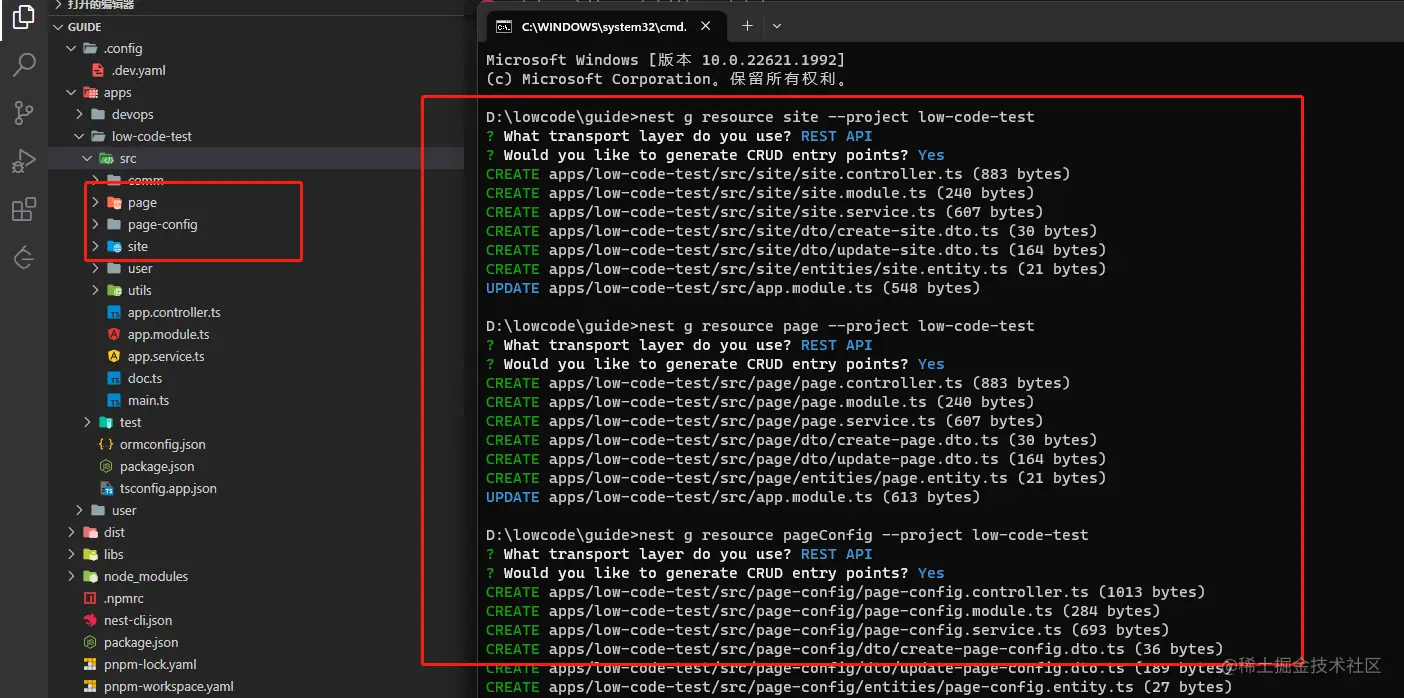 打开的编辑器
GUIDE
.config
.dev.yaml
apps
devops
low-code-test
src
comm
page
page-config
site
user
utils
app.controller.ts
app.module.ts
app.service.ts
doc.ts
main.ts
test
ormconfig.json
package.json
tsconfig.app.json
user
dist
libs
node_modules
.npmrc
nest-cli.json
package.json
pnpm-lock.yaml
pnpm-workspace.yaml
C:\WINDOWS\system32\cmd.
Microsoft Windows [版本 10.0.22621.1992]
(c) Microsoft Corporation。保留所有权利。
D:\lowcode\guide>nest g resource site --project low-code-test
? What transport layer do you use? REST API
? Would you like to generate CRUD entry points? Yes
CREATE apps/low-code-test/src/site/site.controller.ts (883 bytes)
CREATE apps/low-code-test/src/site/site.module.ts (240 bytes)
CREATE apps/low-code-test/src/site/site.service.ts (607 bytes)
CREATE apps/low-code-test/src/site/dto/create-site.dto.ts (30 bytes)
CREATE apps/low-code-test/src/site/dto/update-site.dto.ts (164 bytes)
CREATE apps/low-code-test/src/site/entities/site.entity.ts (21 bytes)
UPDATE apps/low-code-test/src/app.module.ts (548 bytes)
D:\lowcode\guide>nest g resource page --project low-code-test
? What transport layer do you use? REST API
? Would you like to generate CRUD entry points? Yes
CREATE apps/low-code-test/src/page/page.controller.ts (883 bytes)
CREATE apps/low-code-test/src/page/page.module.ts (240 bytes)
CREATE apps/low-code-test/src/page/page.service.ts (607 bytes)
CREATE apps/low-code-test/src/page/dto/create-page.dto.ts (30 bytes)
CREATE apps/low-code-test/src/page/dto/update-page.dto.ts (164 bytes)
CREATE apps/low-code-test/src/page/entities/page.entity.ts (21 bytes)
UPDATE apps/low-code-test/src/app.module.ts (613 bytes)
D:\lowcode\guide>nest g resource pageConfig --project low-code-test
? What transport layer do you use? REST API
? Would you like to generate CRUD entry points? Yes
CREATE apps/low-code-test/src/page-config/page-config.controller.ts (1013 bytes)
CREATE apps/low-code-test/src/page-config/page-config.module.ts (284 bytes)
CREATE apps/low-code-test/src/page-config/page-config.service.ts (693 bytes)
CREATE apps/low-code-test/src/page-config/dto/create-page-config.dto.ts (36 bytes)
CREATE apps/low-code-test/src/page-config/dto/update-page-config.dto.ts (189 bytes)
CREATE apps/low-code-test/src/page-config/entities/page-config.entity.ts (27 bytes)
@稀土掘金技术社区